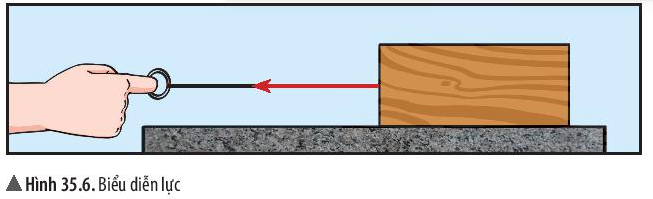 ▲ Hình 35.6. Biểu diễn lực